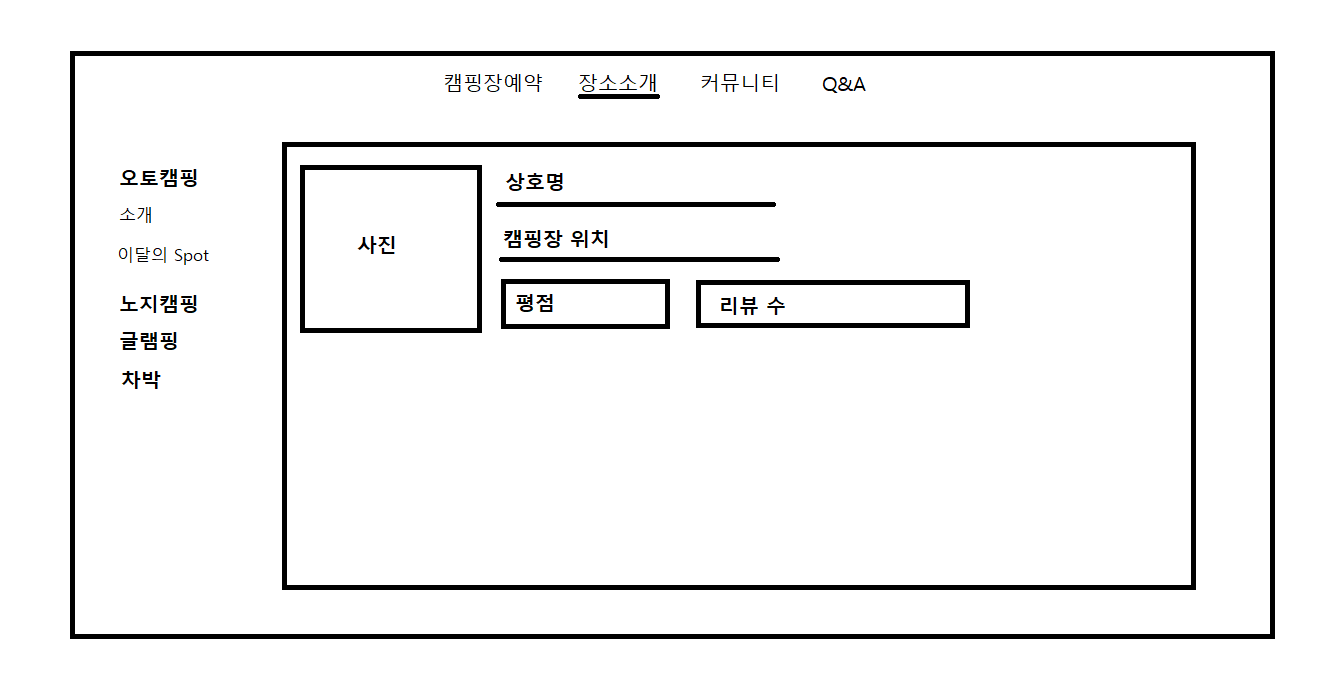 캠핑장예약 장소소개 커뮤니티 Q&A
오토캠핑
소개
이달의 Spot
노지캠핑
글램핑
차박
사진
상호명
캠핑장 위치
평점
리뷰 수